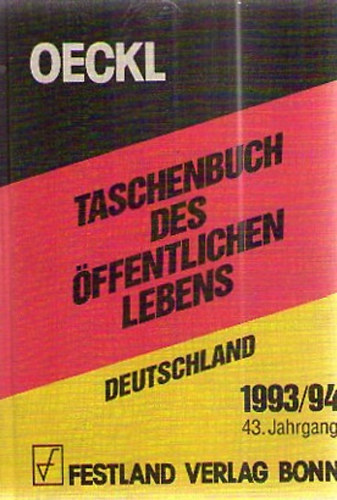 OECKL
TASCHENBUCH
DES
ÖFFENTLICHEN
LEBENS
DEUTSCHLAND
1993/94
43. Jahrgang
FESTLAND VERLAG BONN